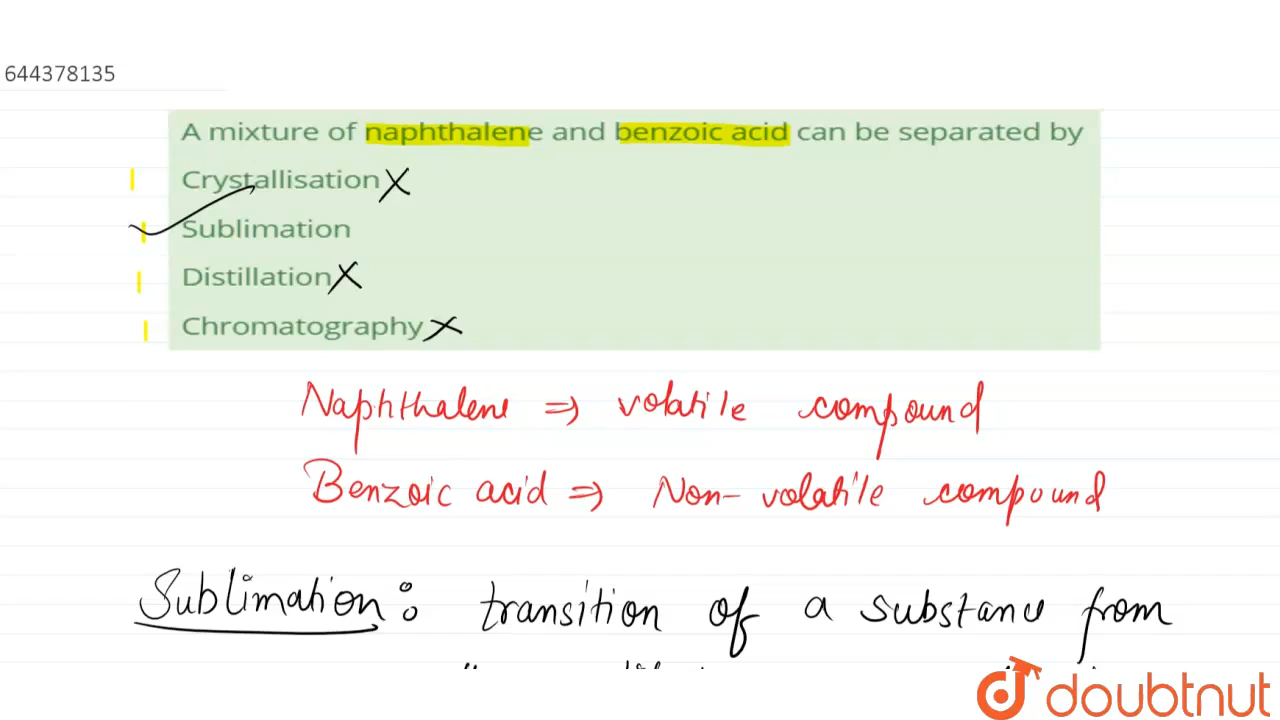 644378135
A mixture of naphthalene and benzoic acid can be separated by
Crystallisation X
Sublimation
Distillation X
Chromatography X
Naphthalene ⇒ volatile compound
Benzoic acid ⇒ Non-volatile compound
Sublimation: transition of a substance from
doubtnut